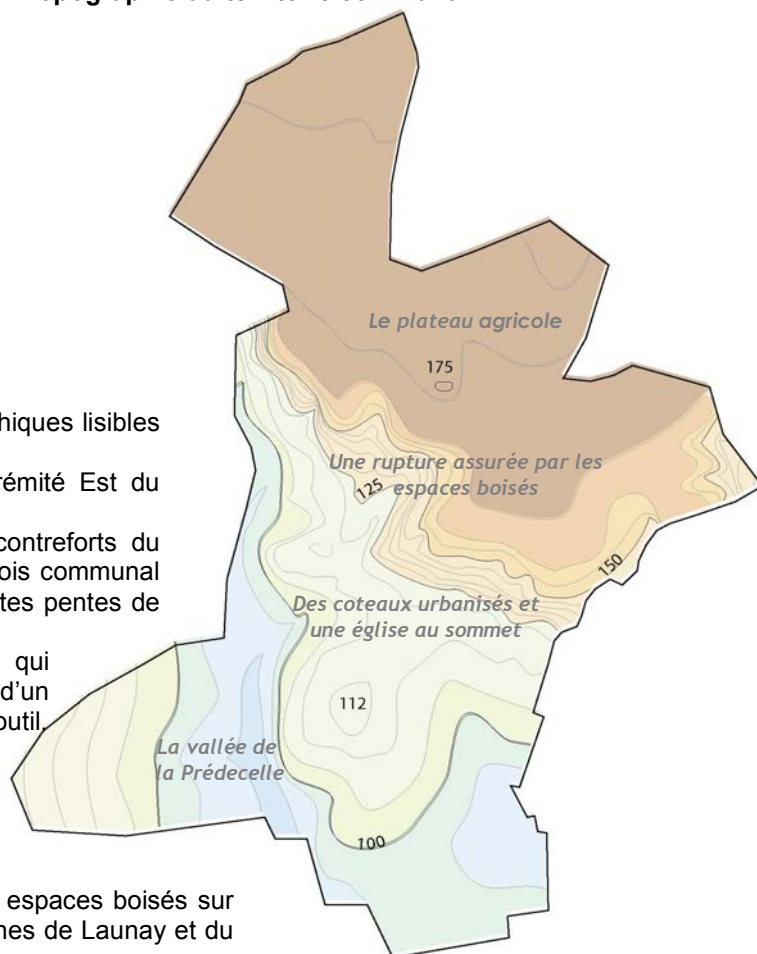 Le plateau agricole
175
hiques lisibles
Une rupture assurée par les
espaces boisés
125
rémité Est du
contreforts du
ois communal
150
tes pentes de
Des coteaux urbanisés et
une église au sommet
qui
d'un
outil.
112
La vallée de
la Prédecelle
100
espaces boisés sur
nes de Launay et du